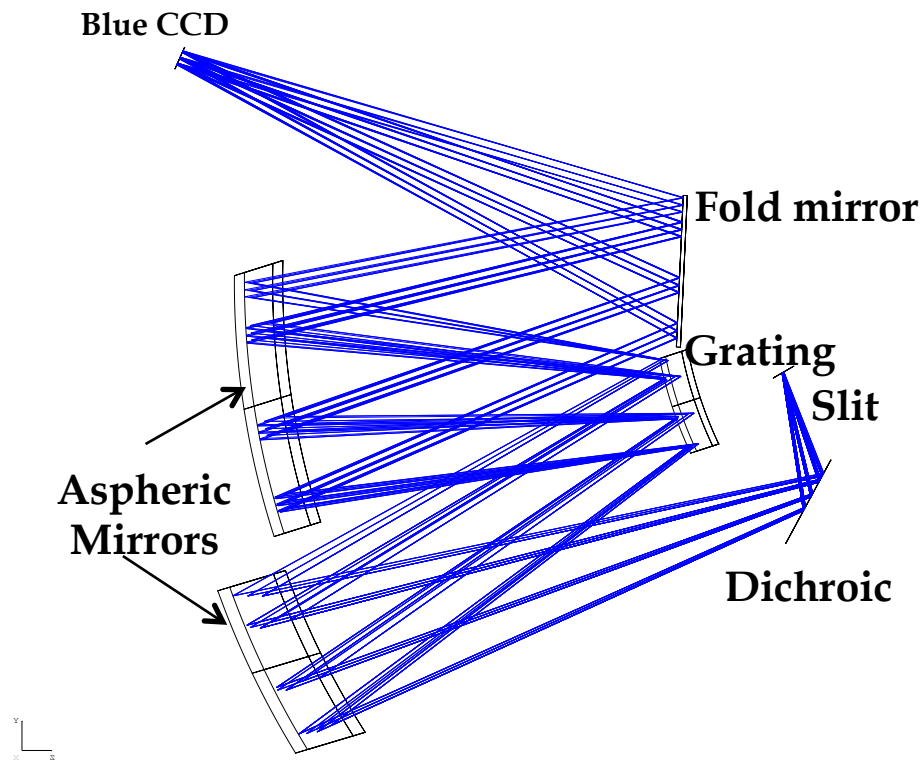 Blue CCD
Fold mirror
Grating
Slit
Aspheric
Mirrors
Dichroic
Y
X
Z